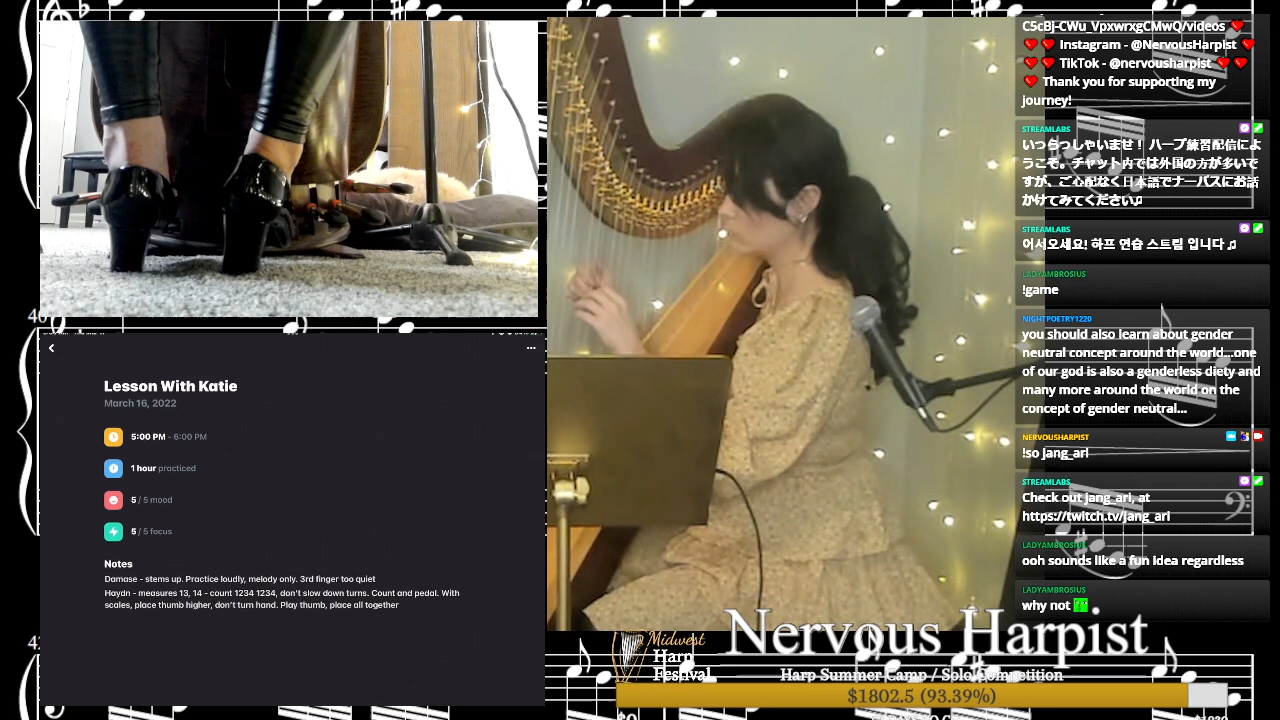 Lesson With Katie
March 16, 2022
5:00 PM - 6:00 PM
1 hour practiced
5 / 5 mood
5 / 5 focus
Notes
Damase - stems up. Practice loudly, melody only. 3rd finger too quiet
Haydn - measures 13, 14 - count 1234 1234, don't slow down turns. Count and pedal. With
scales, place thumb higher, don't turn hand. Play thumb, place all together
C5cBj-CWu_VpxwrxgCMwQ/videos
Instagram - @NervousHarpist
TikTok - @nervousharpist
Thank you for supporting my
journey!
STREAMLABS
いつらっしゃいませ！ ハープ練習配信によ
うこそ。チャット内では外国の方が多いで
すが、ご心配なく日本語でナーバスにお話
かけてみてください♫
STREAMLABS
어서오세요! 하프 연습 스트림 입니다 ♫
LADYAMBROSIUS
!game
NIGHTPOETRY1220
you should also learn about gender
neutral concept around the world...one
of our god is also a genderless diety and
many more around the world on the
concept of gender neutral...
NERVOUSHARPIST
!so jang_ari
STREAMLABS
Check out jang_ari, at
https://twitch.tv/jang_ari
LADYAMBROSIUS
ooh sounds like a fun idea regardless
LADYAMBROSIUS
why not
Nervous Harpist
Midwest
Harp
Festival
Harp Summer Camp / Solo Competition
$1802.5 (93.39%)